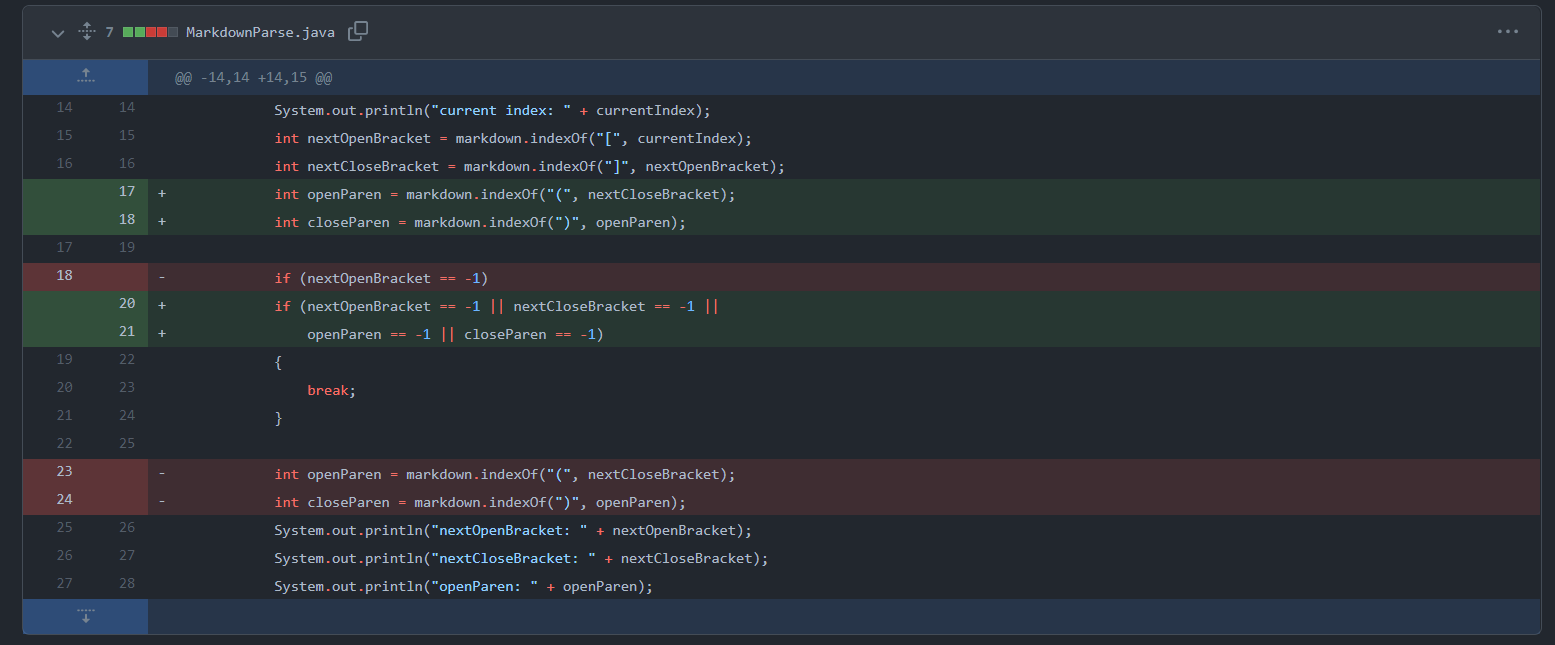 7 MarkdownParse.java
@@ -14,14 +14,15 @@
14 14 System.out.println("current index: " + currentIndex);
15 15 int nextOpenBracket = markdown.indexOf("[", currentIndex);
16 16 int nextCloseBracket = markdown.indexOf("]", nextOpenBracket);
17 + int openParen = markdown.indexOf("(", nextCloseBracket);
18 + int closeParen = markdown.indexOf(")", openParen);
17 19
18 - if (nextOpenBracket == -1)
20 + if (nextOpenBracket == -1 || nextCloseBracket == -1 ||
21 + openParen == -1 || closeParen == -1)
19 22 {
20 23 break;
21 24 }
22 25
23 - int openParen = markdown.indexOf("(", nextCloseBracket);
24 - int closeParen = markdown.indexOf(")", openParen);
25 26 System.out.println("nextOpenBracket: " + nextOpenBracket);
26 27 System.out.println("nextCloseBracket: " + nextCloseBracket);
27 28 System.out.println("openParen: " + openParen);